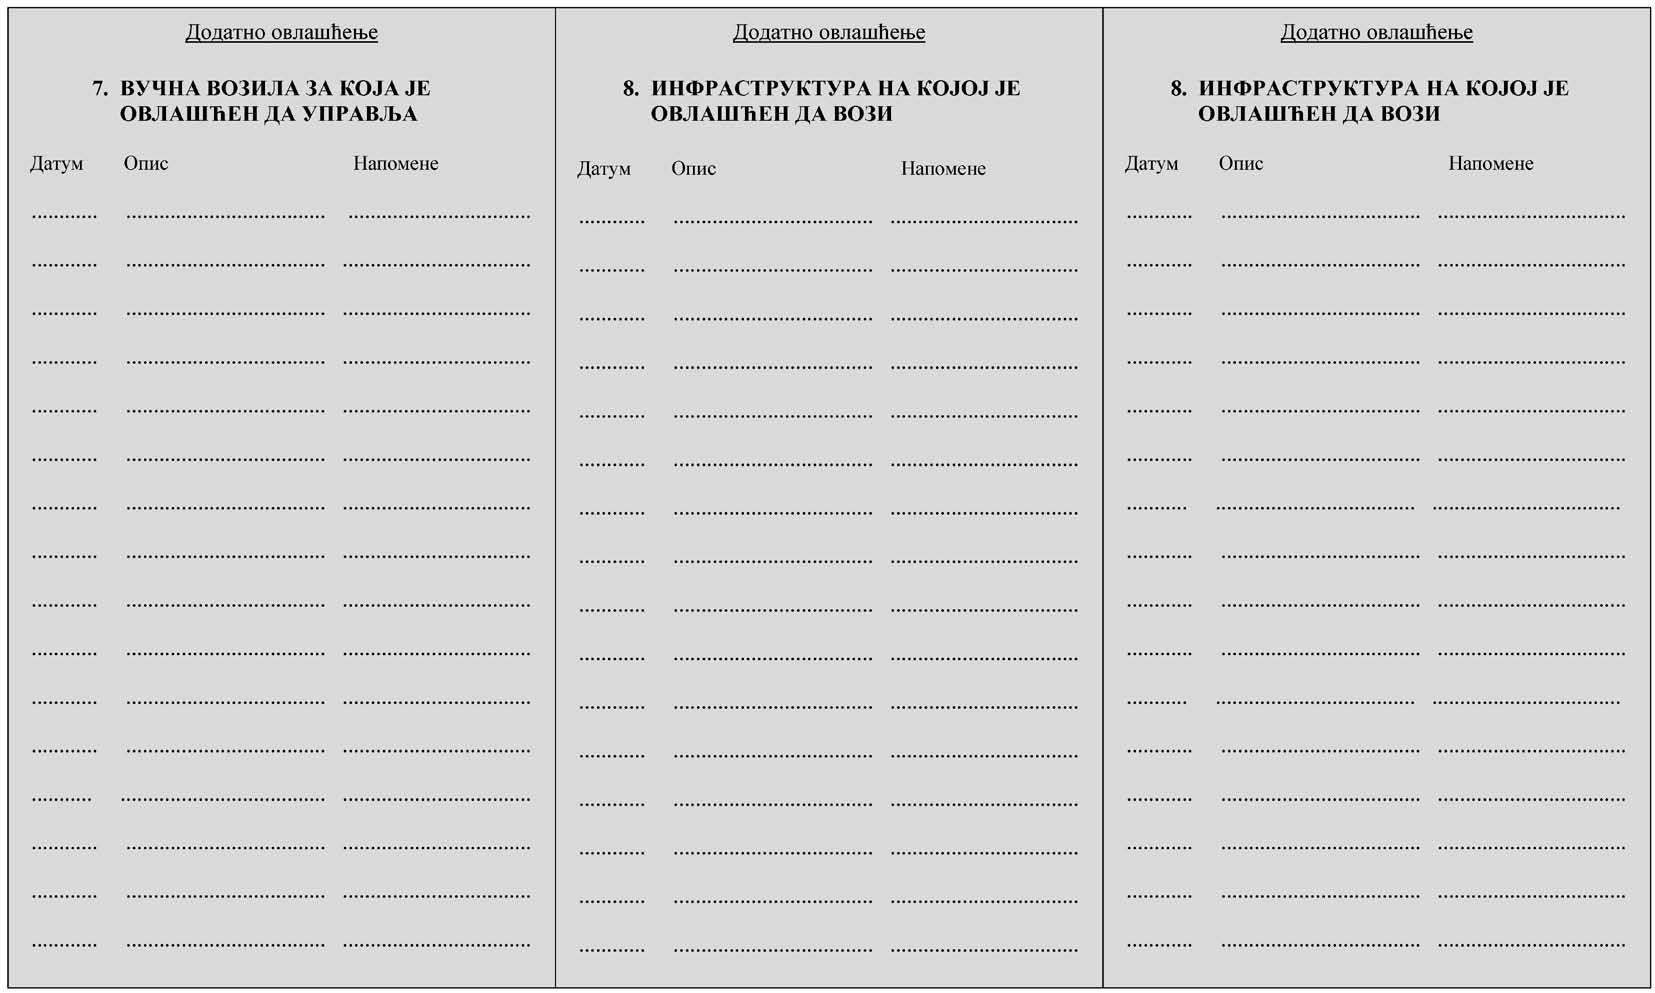 Додатно овлашћење
7. ВУЧНА ВОЗИЛА ЗА КОЈА ЈЕ
ОВЛАШЋЕН ДА УПРАВЉА
Датум Опис Напомене
Додатно овлашћење
8. ИНФРАСТРУКТУРА НА КОЈОЈ ЈЕ
ОВЛАШЋЕН ДА ВОЗИ
Датум Опис Напомене
Додатно овлашћење
8. ИНФРАСТРУКТУРА НА КОЈОЈ ЈЕ
ОВЛАШЋЕН ДА ВОЗИ
Датум Опис Напомене